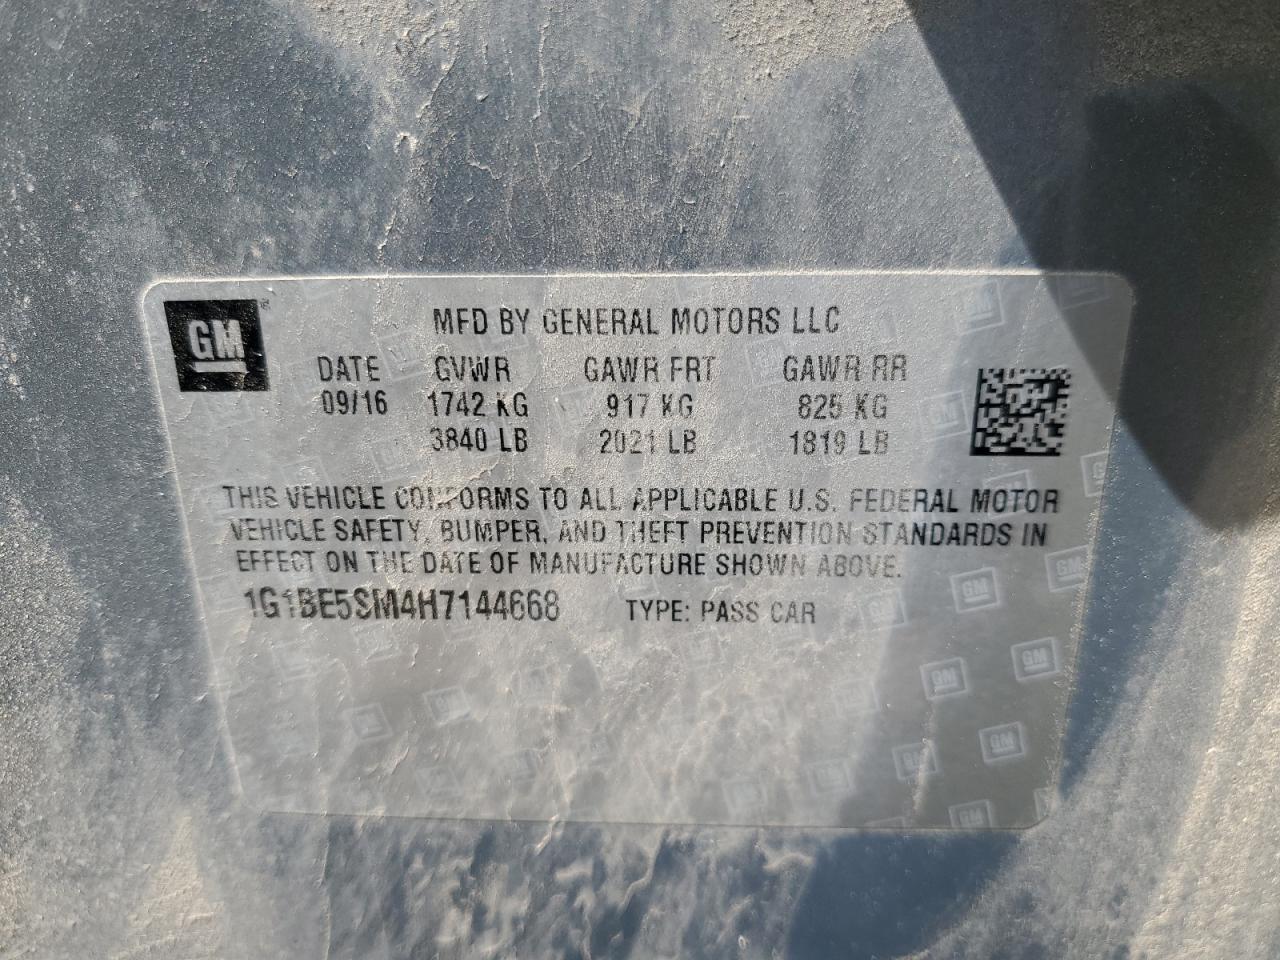 GM
MFD BY GENERAL MOTORS LLC
DATE GVWR GAWR FRT GAWR RR
09/16 1742 KG 917 KG 825 KG
3840 LB 2021 LB 1819 LB
THIS VEHICLE CONFORMS TO ALL APPLICABLE U.S. FEDERAL MOTOR
VEHICLE SAFETY, BUMPER, AND THEFT PREVENTION STANDARDS IN
EFFECT ON THE DATE OF MANUFACTURE SHOWN ABOVE.
1G1BE5SM4H7144668 TYPE: PASS CAR